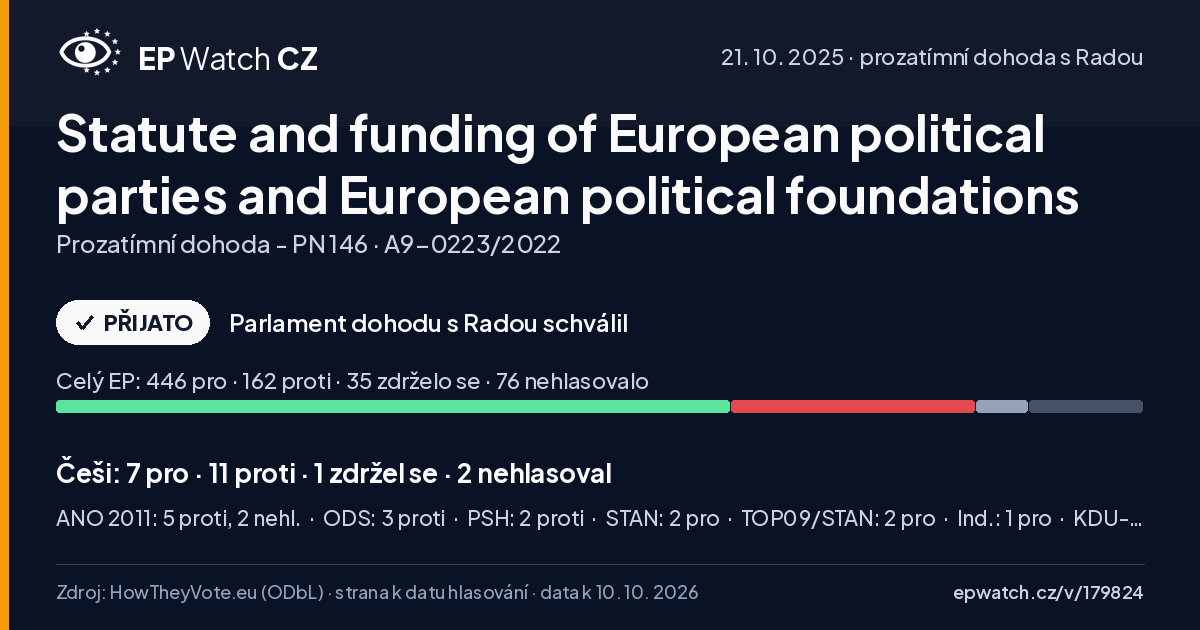 EP Watch CZ
21. 10. 2025 · prozatímní dohoda s Radou
Statute and funding of European political
parties and European political foundations
Prozatímní dohoda – PN 146 · A9-0223/2022
✓ PŘIJATO
Parlament dohodu s Radou schválil
Celý EP: 446 pro · 162 proti · 35 zdrželo se · 76 nehlasovalo
Češi: 7 pro · 11 proti · 1 zdržel se · 2 nehlasoval
ANO 2011: 5 proti, 2 nehl. · ODS: 3 proti · PSH: 2 proti · STAN: 2 pro · TOP09/STAN: 2 pro · Ind.: 1 pro · KDU-…
Zdroj: HowTheyVote.eu (ODbL) · strana k datu hlasování · data k 10. 10. 2026
epwatch.cz/v/179824